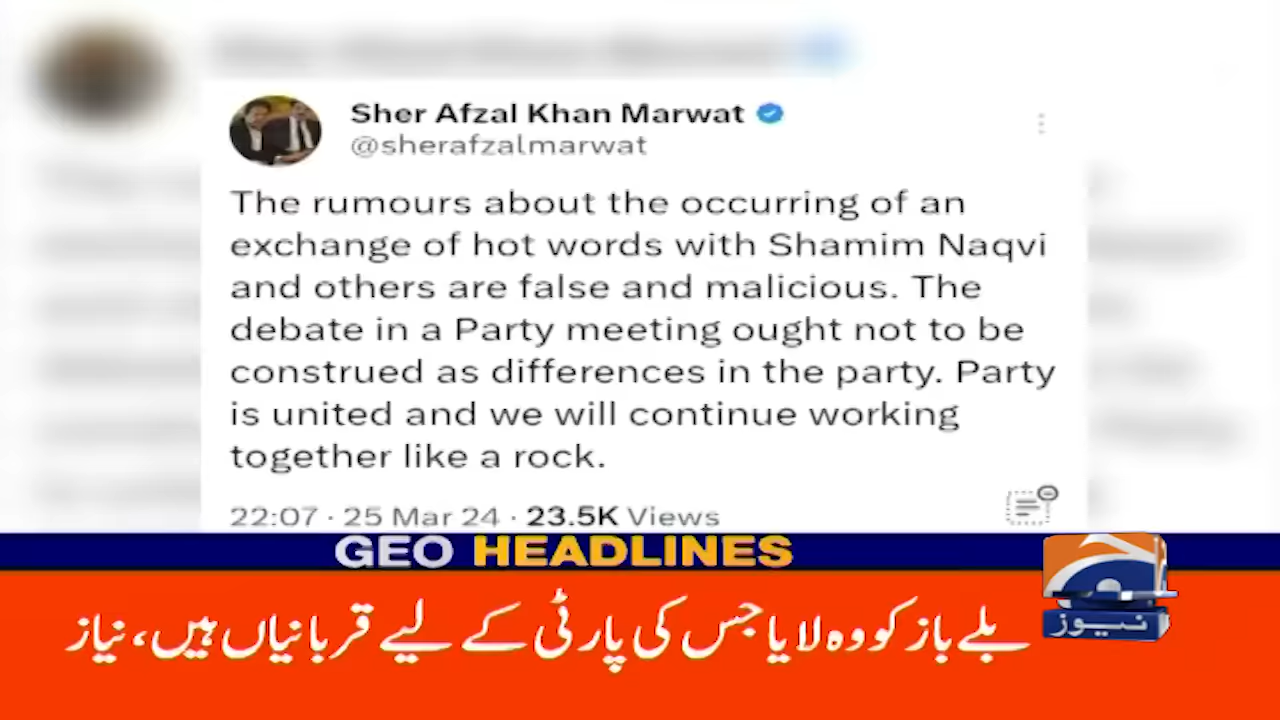 Sher Afzal Khan Marwat
@sherafzalmarwat
The rumours about the occurring of an
exchange of hot words with Shamim Naqvi
and others are false and malicious. The
debate in a Party meeting ought not to be
construed as differences in the party. Party
is united and we will continue working
together like a rock.
22:07 · 25 Mar 24 · 23.5K Views
GEO HEADLINES
بلے باز کو وہ لایا جس کی پارٹی کے لیے قربانیاں ہیں، نیاز
نیوز